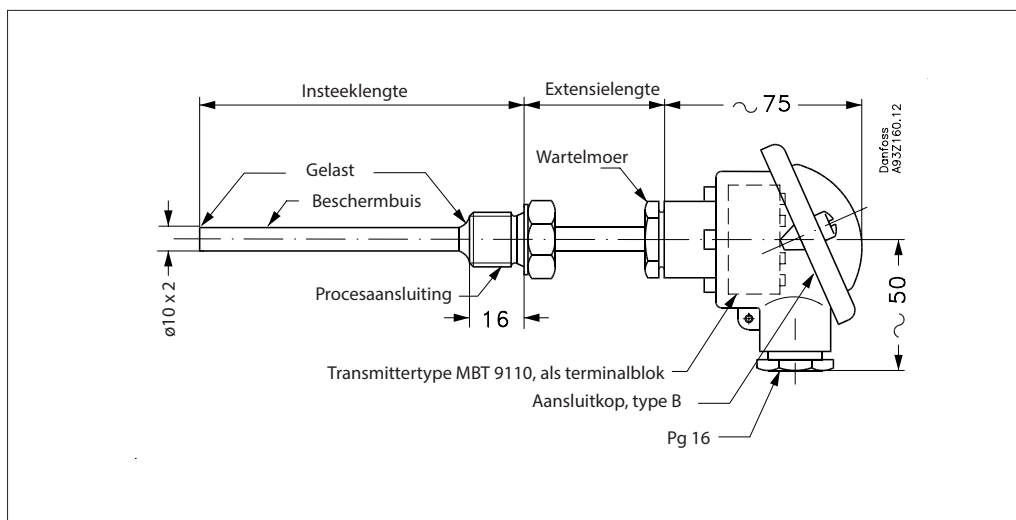 Insteeklengte
Extensielengte
~ 75
Danfoss
A93Z160.12
Wartelmoer
Gelast
Beschermbuis
ø10 x 2
Procesaansluiting
16
~ 50
Transmittertype MBT 9110, als terminalblok
Aansluitkop, type B
Pg 16